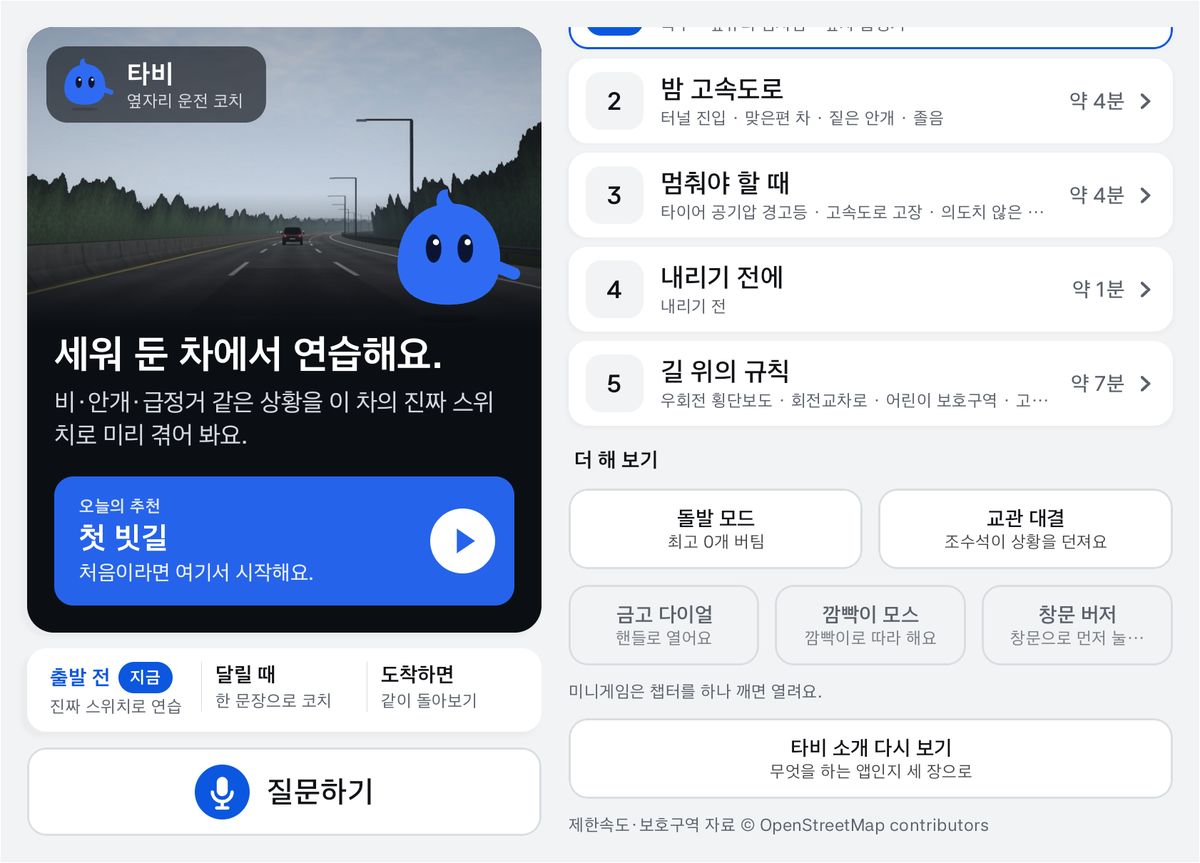 타비
옆자리 운전 코치
세워 둔 차에서 연습해요.
비·안개·급정거 같은 상황을 이 차의 진짜 스위
치로 미리 겪어 봐요.
오늘의 추천
첫 빗길
처음이라면 여기서 시작해요.
출발 전 지금
진짜 스위치로 연습
달릴 때
한 문장으로 코치
도착하면
같이 돌아보기
질문하기
2
밤 고속도로
터널 진입 · 맞은편 차 · 짙은 안개 · 졸음
약 4분
3
멈춰야 할 때
타이어 공기압 경고등 · 고속도로 고장 · 의도치 않은 ···
약 4분
4
내리기 전에
내리기 전
약 1분
5
길 위의 규칙
우회전 횡단보도 · 회전교차로 · 어린이 보호구역 · 고···
약 7분
더 해 보기
돌발 모드
최고 0개 버팀
교관 대결
조수석이 상황을 던져요
금고 다이얼
핸들로 열어요
깜빡이 모스
깜빡이로 따라 해요
창문 버저
창문으로 먼저 눌···
미니게임은 챕터를 하나 깨면 열려요.
타비 소개 다시 보기
무엇을 하는 앱인지 세 장으로
제한속도·보호구역 자료 © OpenStreetMap contributors